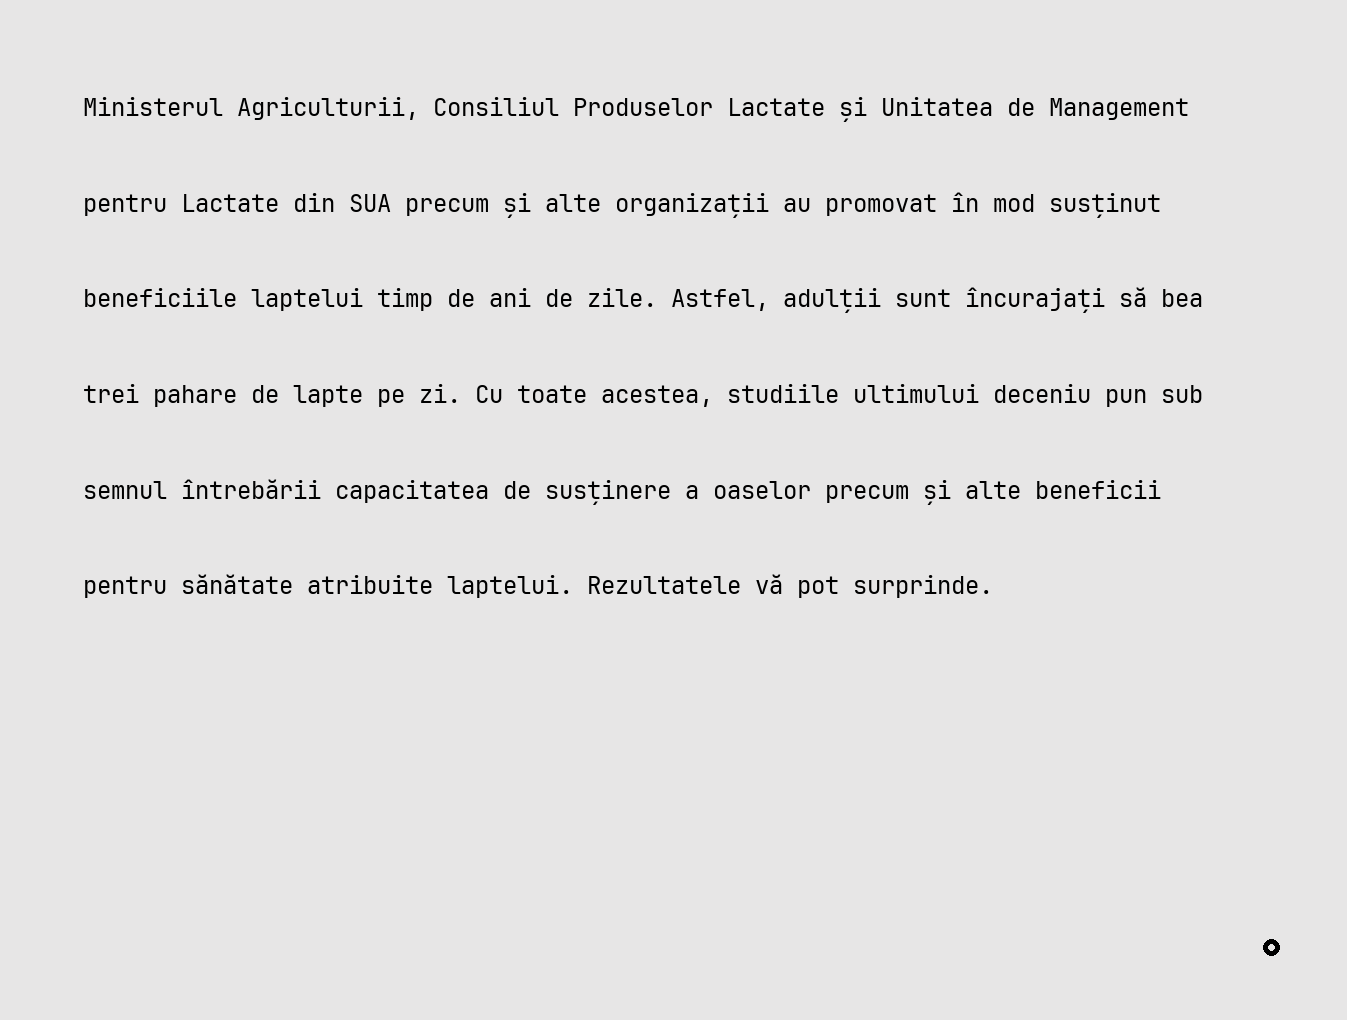 Ministerul Agriculturii, Consiliul Produselor Lactate și Unitatea de Management
pentru Lactate din SUA precum și alte organizații au promovat în mod susținut
beneficiile laptelui timp de ani de zile. Astfel, adulții sunt încurajați să bea
trei pahare de lapte pe zi. Cu toate acestea, studiile ultimului deceniu pun sub
semnul întrebării capacitatea de susținere a oaselor precum și alte beneficii
pentru sănătate atribuite laptelui. Rezultatele vă pot surprinde.